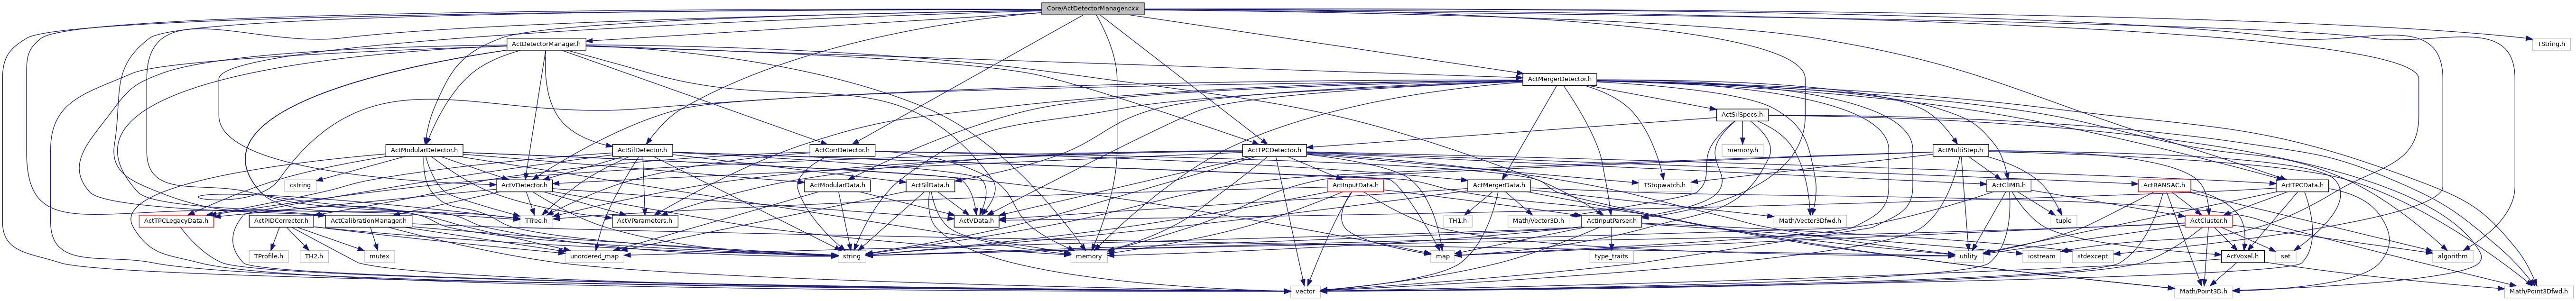 Core/ActDetectorManager.cxx
ActDetectorManager.h
TString.h
ActMergerDetector.h
ActSilSpecs.h
ActModularDetector.h
ActSilDetector.h
ActCorrDetector.h
ActTPCDetector.h
memory.h
ActMultiStep.h
cstring
ActVDetector.h
ActModularData.h
ActSilData.h
ActInputData.h
ActMergerData.h
TStopwatch.h
ActClIMB.h
ActRANSAC.h
ActTPCData.h
ActTPCLegacyData.h
ActPIDCorrector.h
ActCalibrationManager.h
TTree.h
ActVParameters.h
ActVData.h
TH1.h
Math/Vector3D.h
ActInputParser.h
Math/Vector3Dfwd.h
tuple
ActCluster.h
TProfile.h
TH2.h
mutex
unordered_map
string
memory
map
type_traits
utility
iostream
stdexcept
ActVoxel.h
set
algorithm
vector
Math/Point3D.h
Math/Point3Dfwd.h